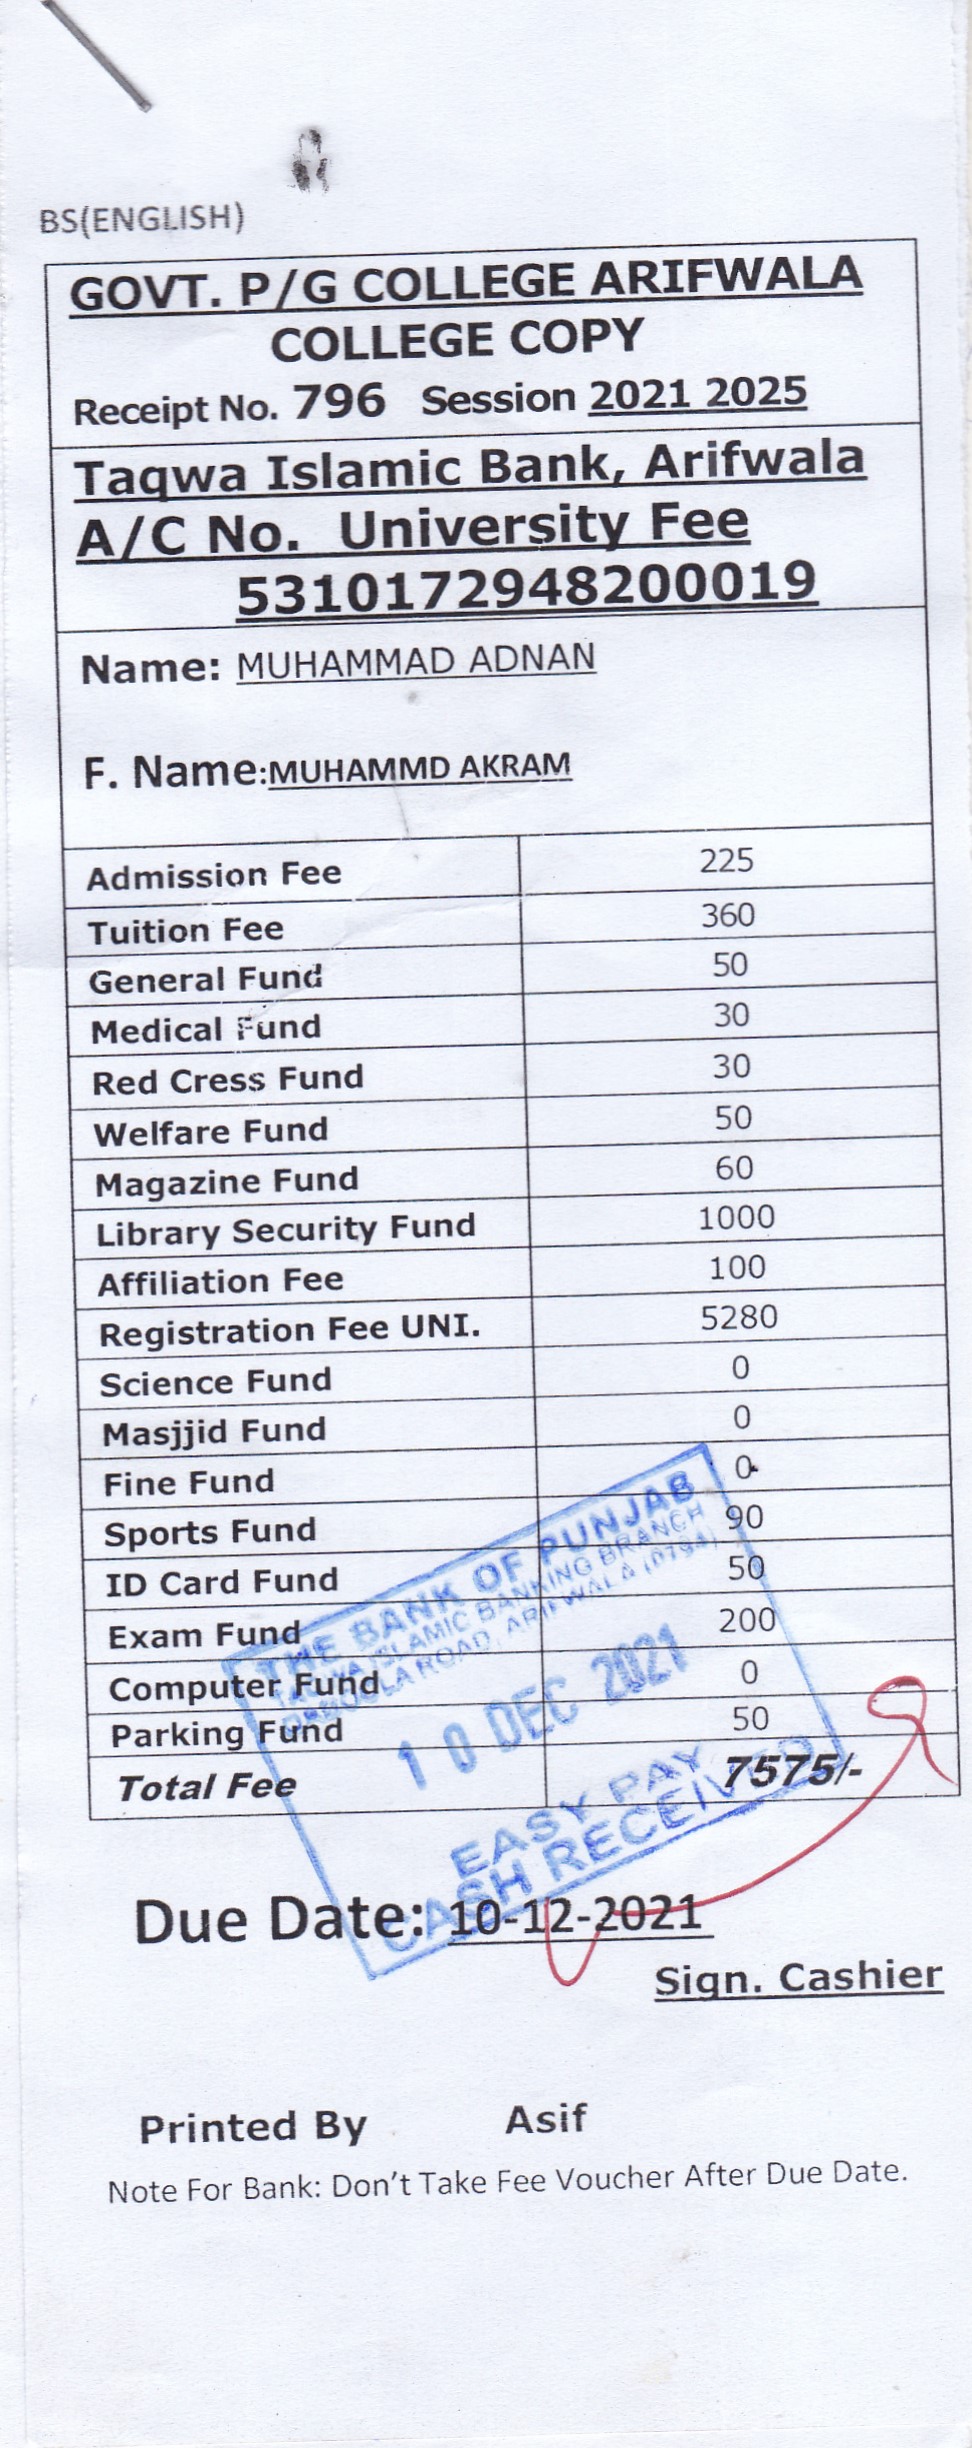 BS(ENGLISH)
GOVT. P/G COLLEGE ARIFWALA
COLLEGE COPY
Receipt No. 796 Session 2021 2025
Taqwa Islamic Bank, Arifwala
A/C No. University Fee
5310172948200019
Name: MUHAMMAD ADNAN
F. Name:MUHAMMD AKRAM
Admission Fee 225
Tuition Fee 360
General Fund 50
Medical Fund 30
Red Cress Fund 30
Welfare Fund 50
Magazine Fund 60
Library Security Fund 1000
Affiliation Fee 100
Registration Fee UNI. 5280
Science Fund 0
Masjjid Fund 0
Fine Fund 0
Sports Fund 90
ID Card Fund 50
Exam Fund 200
Computer Fund 0
Parking Fund 50
Total Fee 7575/-
THE BANK OF PUNJAB
TAQWA ISLAMIC BANKING BRANCH
ROAD, ARIFWALA (0794)
10 DEC 2021
EASY PAY
CASH RECEIVED
Due Date: 10-12-2021
Sign. Cashier
Printed By Asif
Note For Bank: Don't Take Fee Voucher After Due Date.